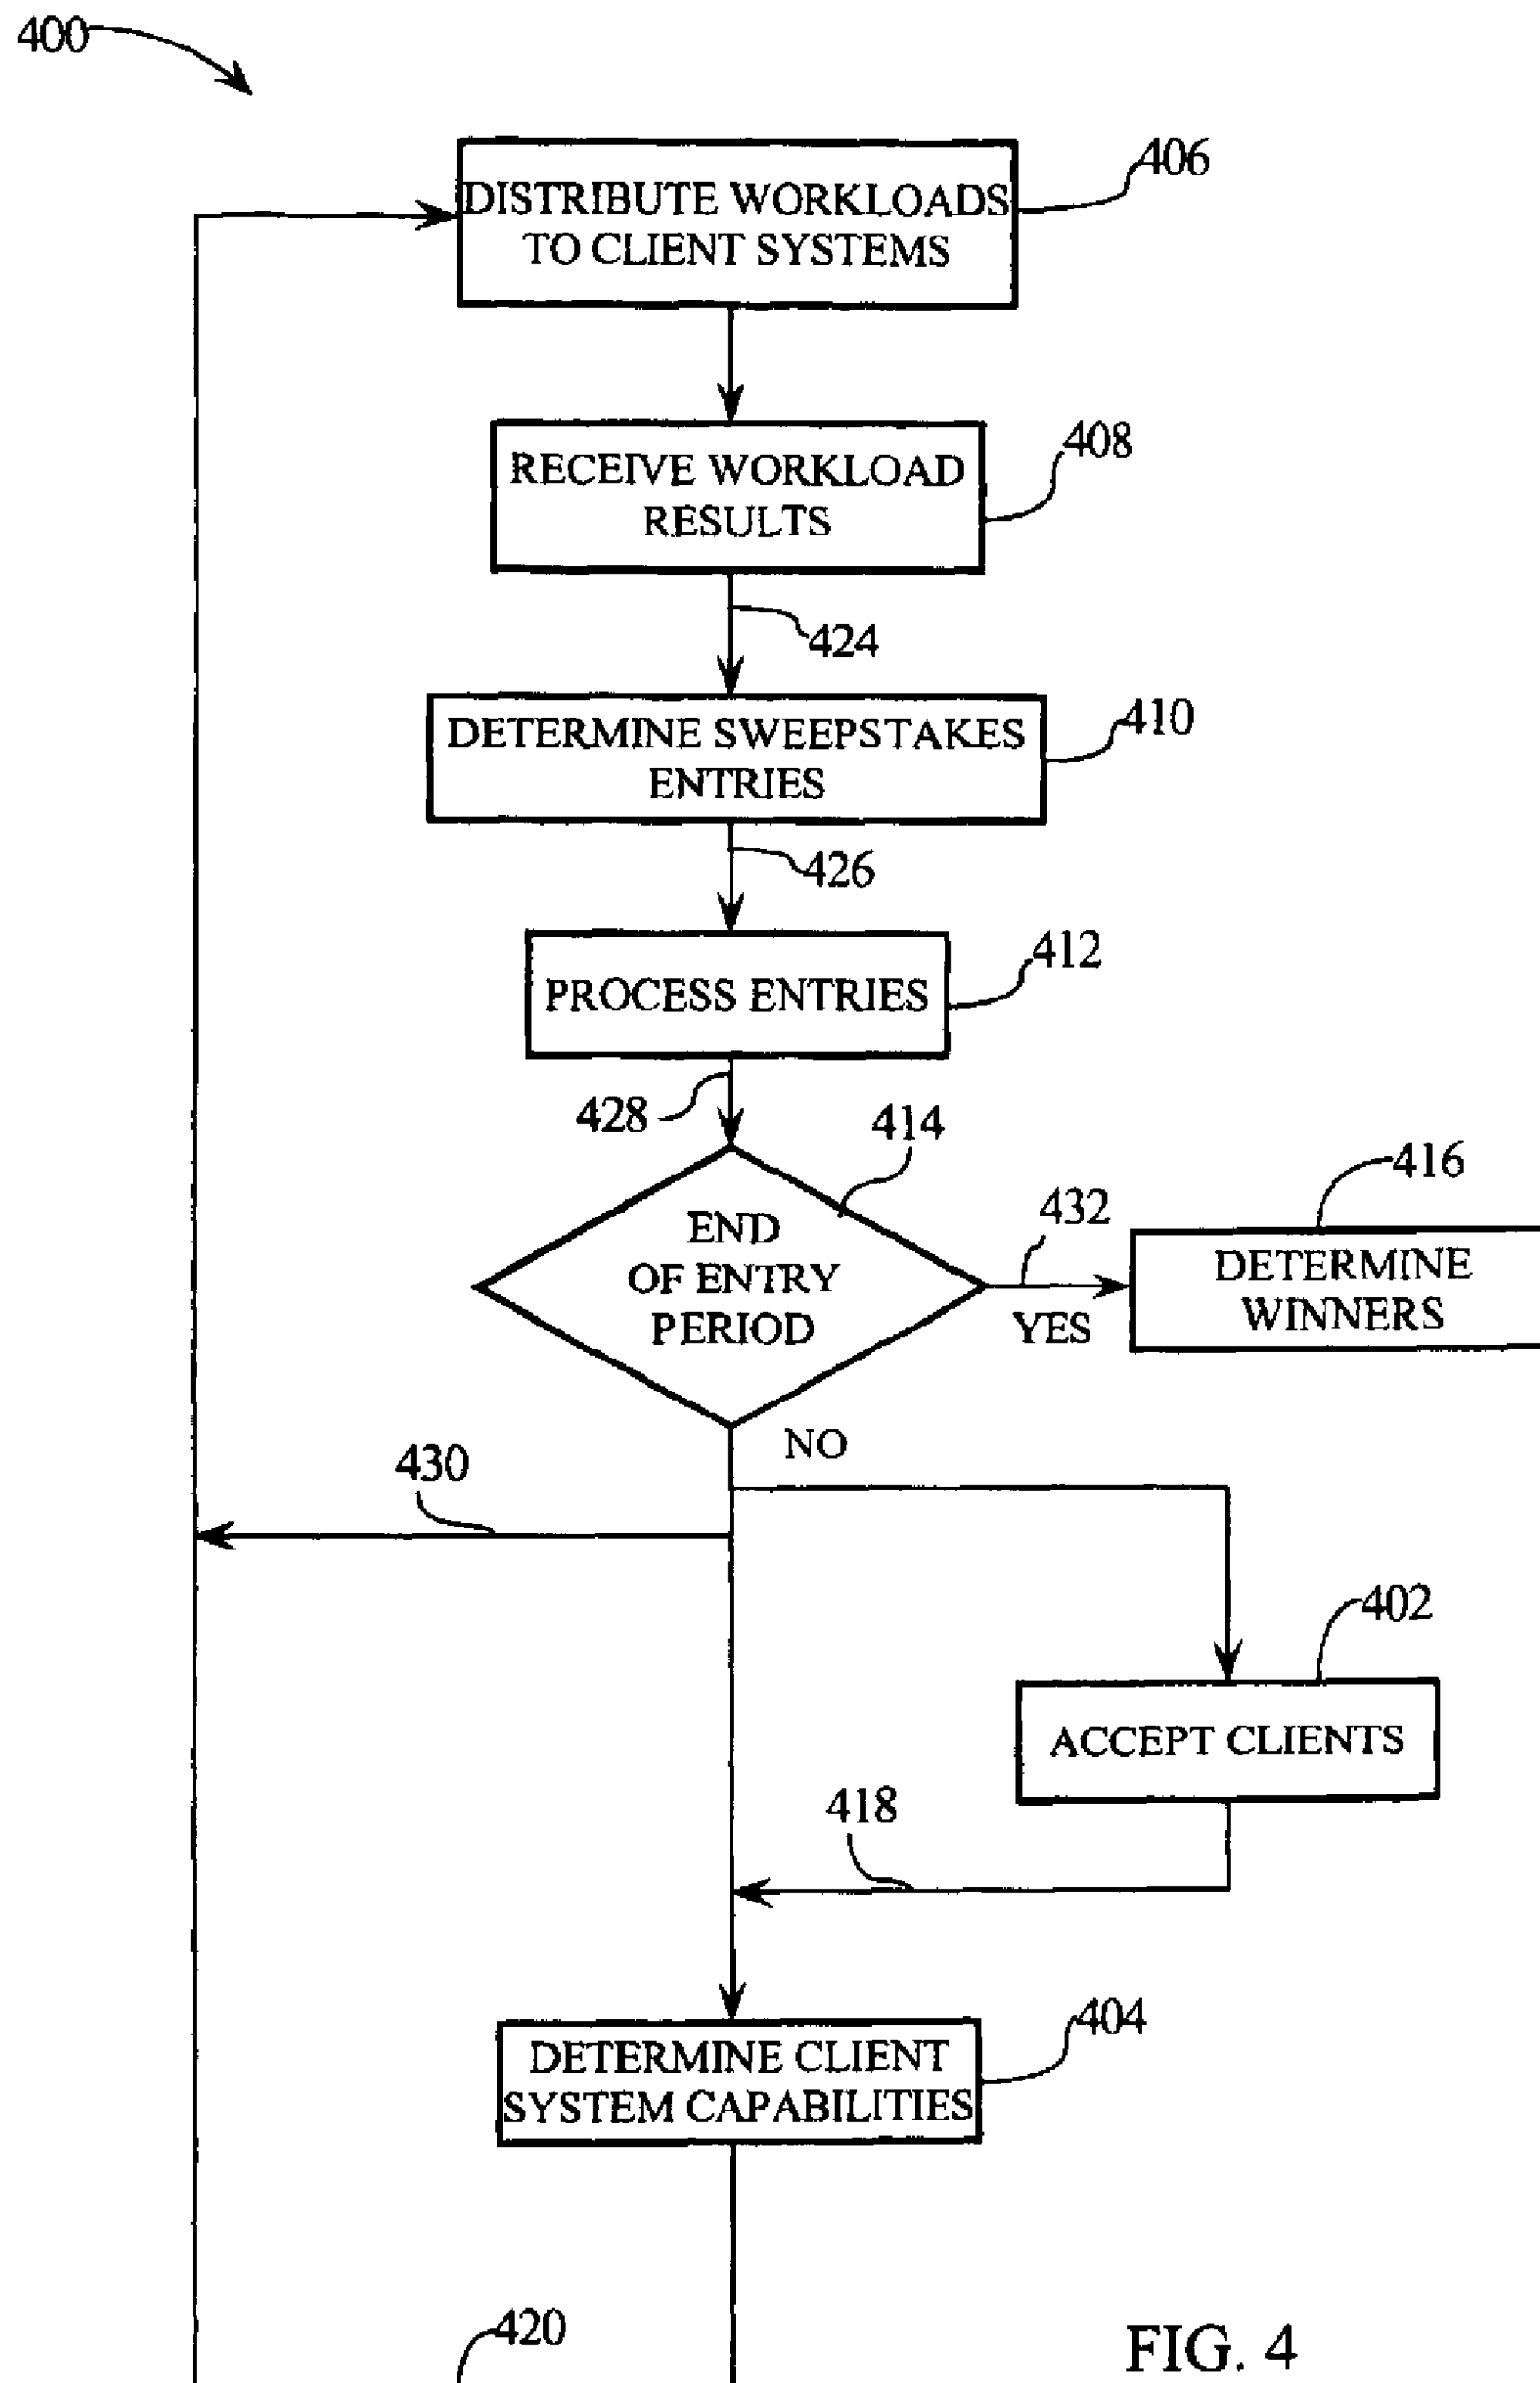 400
406
DISTRIBUTE WORKLOADS
TO CLIENT SYSTEMS
408
RECEIVE WORKLOAD
RESULTS
424
410
DETERMINE SWEEPSTAKES
ENTRIES
426
412
PROCESS ENTRIES
428
414
END
OF ENTRY
PERIOD
432
YES
416
DETERMINE
WINNERS
NO
430
402
ACCEPT CLIENTS
418
404
DETERMINE CLIENT
SYSTEM CAPABILITIES
420
FIG. 4